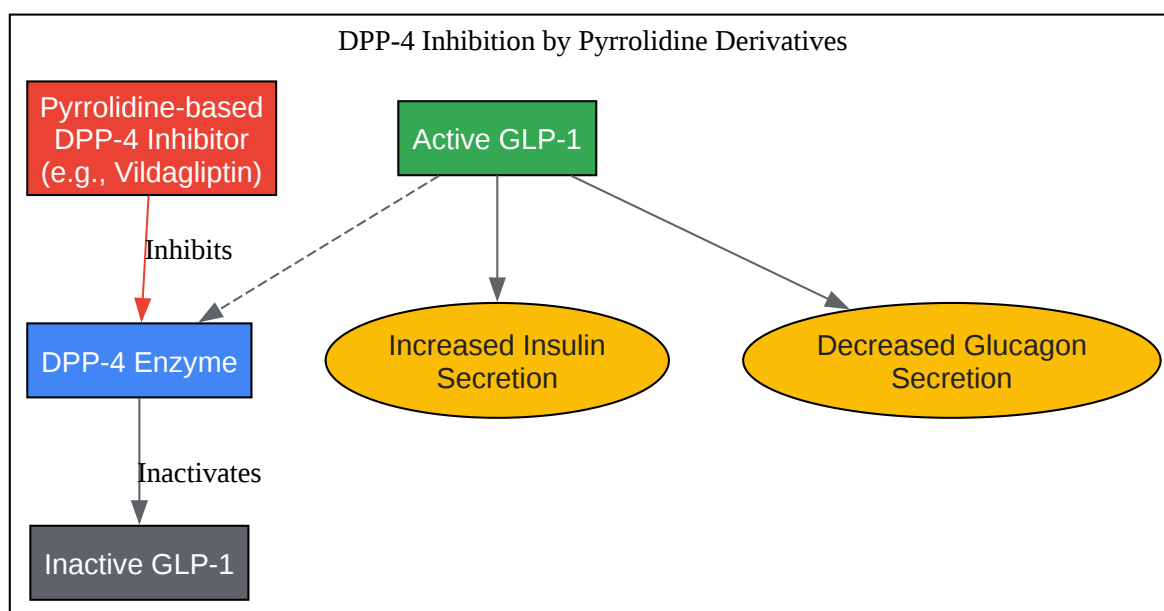 DPP-4 Inhibition by Pyrrolidine Derivatives
Pyrrolidine-based
DPP-4 Inhibitor
(e.g., Vildagliptin)
Active GLP-1
Inhibits
DPP-4 Enzyme
Increased Insulin
Secretion
Decreased Glucagon
Secretion
Inactivates
Inactive GLP-1